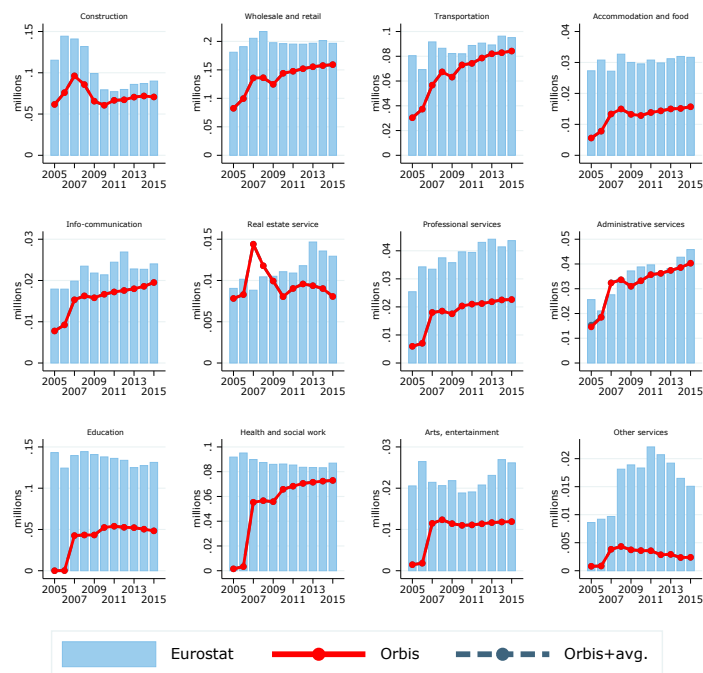 Construction
millions
0 .05 .1 .15
2005 2009 2013
2007 2011 2015
Wholesale and retail
millions
0 .05 .1 .15 .2
2005 2009 2013
2007 2011 2015
Transportation
millions
0 .02 .04 .06 .08 .1
2005 2009 2013
2007 2011 2015
Accommodation and food
millions
0 .01 .02 .03 .04
2005 2009 2013
2007 2011 2015
Info-communication
millions
0 .01 .02 .03
2005 2009 2013
2007 2011 2015
Real estate service
millions
0 .005 .01 .015
2005 2009 2013
2007 2011 2015
Professional services
millions
0 .01 .02 .03 .04
2005 2009 2013
2007 2011 2015
Administrative services
millions
0 .01 .02 .03 .04 .05
2005 2009 2013
2007 2011 2015
Education
millions
0 .05 .1 .15
2005 2009 2013
2007 2011 2015
Health and social work
millions
0 .02 .04 .06 .08 .1
2005 2009 2013
2007 2011 2015
Arts, entertainment
millions
0 .01 .02 .03
2005 2009 2013
2007 2011 2015
Other services
millions
0 .005 .01 .015 .02
2005 2009 2013
2007 2011 2015
Eurostat Orbis Orbis+avg.